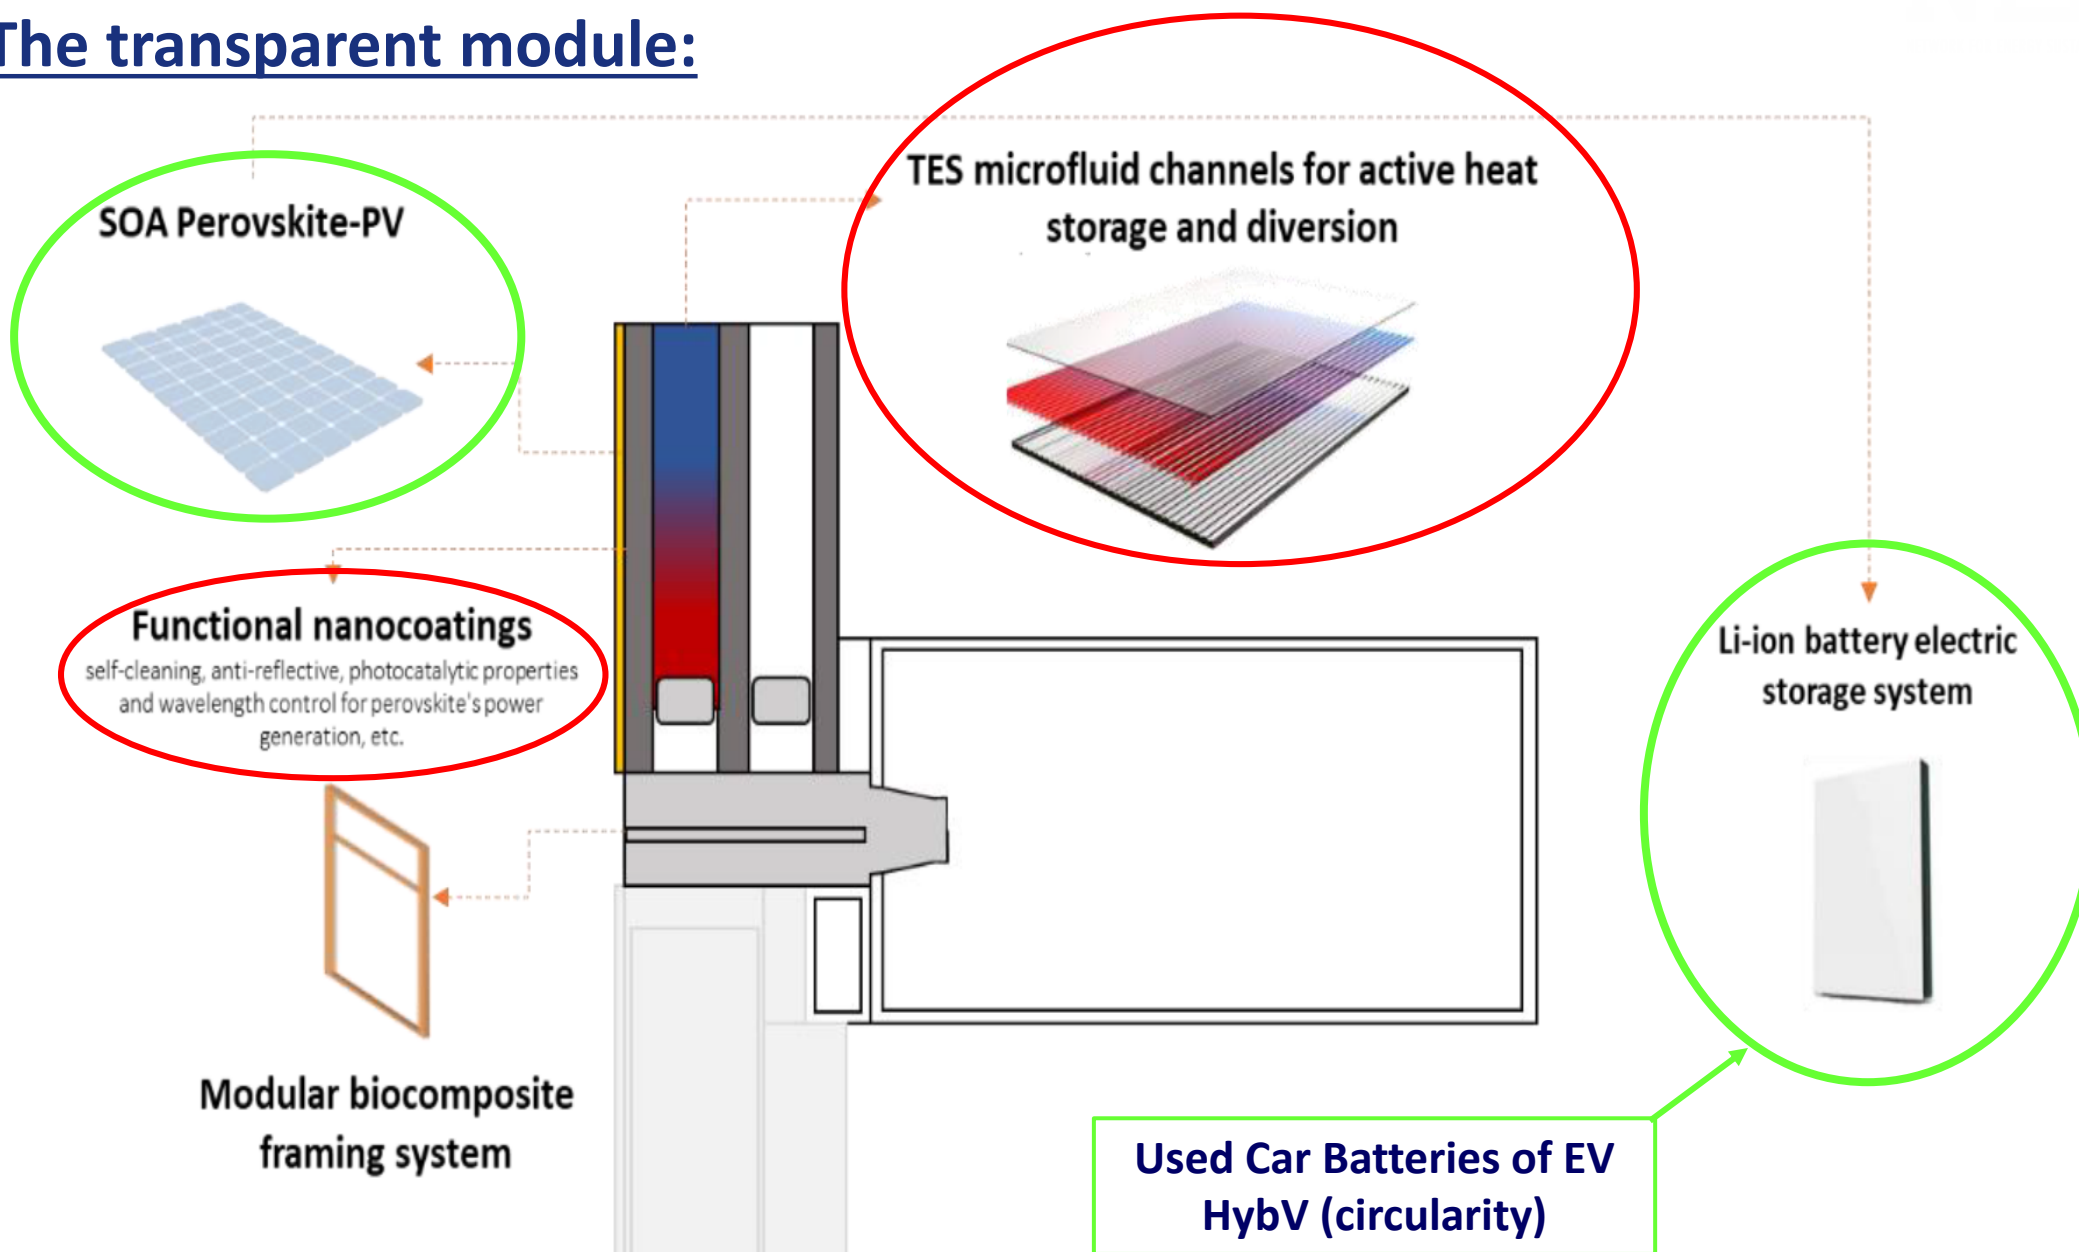 The transparent module:
SOA Perovskite-PV
TES microfluid channels for active heat
storage and diversion
Functional nanocoatings
self-cleaning, anti-reflective, photocatalytic properties
and wavelength control for perovskite's power
generation, etc.
Li-ion battery electric
storage system
Modular biocomposite
framing system
Used Car Batteries of EV
HybV (circularity)